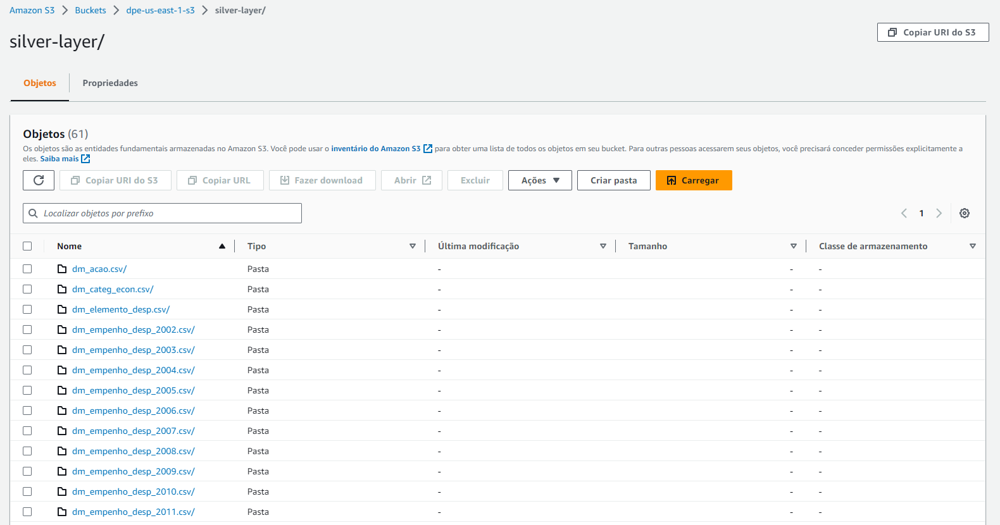 Amazon S3 > Buckets > dpe-us-east-1-s3 > silver-layer/
silver-layer/
Copiar URI do S3
Objetos Propriedades
Objetos (61)
Os objetos são as entidades fundamentais armazenadas no Amazon S3. Você pode usar o inventário do Amazon S3 para obter uma lista de todos os objetos em seu bucket. Para outras pessoas acessarem seus objetos, você precisará conceder permissões explicitamente a
eles. Saiba mais
Copiar URI do S3 Copiar URL Fazer download Abrir Excluir Ações Criar pasta Carregar
Localizar objetos por prefixo 1
Nome Tipo Última modificação Tamanho Classe de armazenamento
dm_acao.csv/ Pasta - - -
dm_categ_econ.csv/ Pasta - - -
dm_elemento_desp.csv/ Pasta - - -
dm_empenho_desp_2002.csv/ Pasta - - -
dm_empenho_desp_2003.csv/ Pasta - - -
dm_empenho_desp_2004.csv/ Pasta - - -
dm_empenho_desp_2005.csv/ Pasta - - -
dm_empenho_desp_2006.csv/ Pasta - - -
dm_empenho_desp_2007.csv/ Pasta - - -
dm_empenho_desp_2008.csv/ Pasta - - -
dm_empenho_desp_2009.csv/ Pasta - - -
dm_empenho_desp_2010.csv/ Pasta - - -
dm_empenho_desp_2011.csv/ Pasta - - -